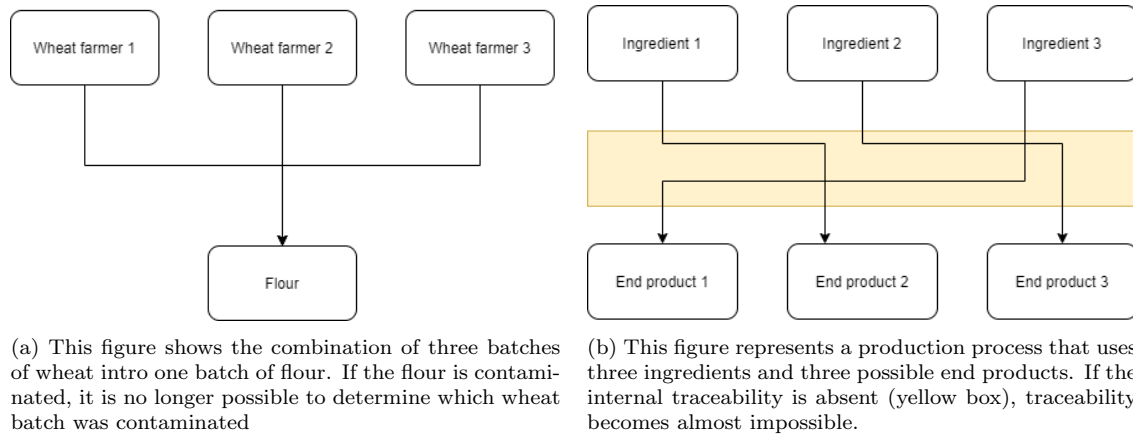 Wheat farmer 1
Wheat farmer 2
Wheat farmer 3
Flour
(a) This figure shows the combination of three batches
of wheat intro one batch of flour. If the flour is contami-
nated, it is no longer possible to determine which wheat
batch was contaminated
Ingredient 1
Ingredient 2
Ingredient 3
End product 1
End product 2
End product 3
(b) This figure represents a production process that uses
three ingredients and three possible end products. If the
internal traceability is absent (yellow box), traceability
becomes almost impossible.